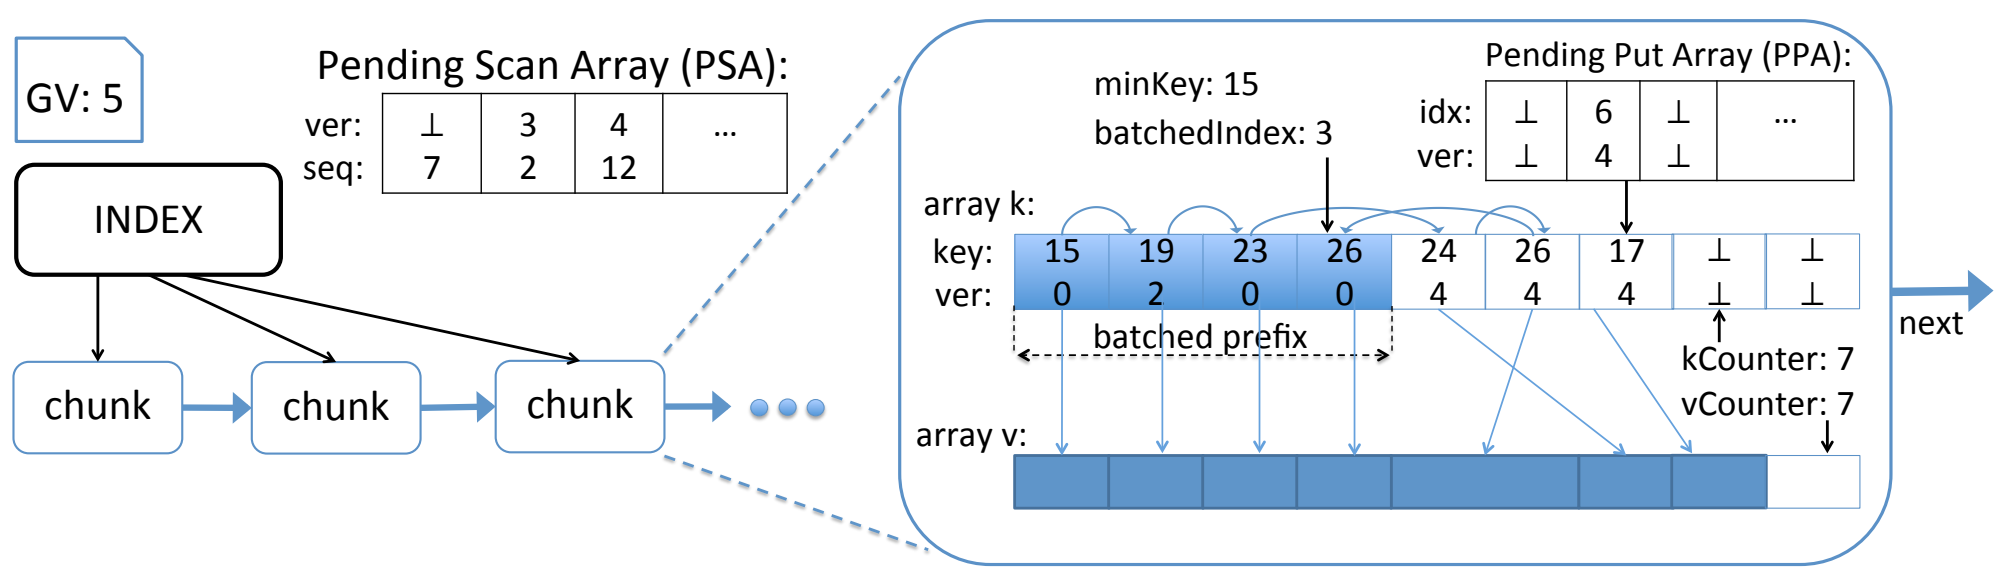 GV: 5
Pending Scan Array (PSA):
ver: ⊥ 3 4 ...
seq: 7 2 12
INDEX
chunk chunk chunk
minKey: 15
batchedIndex: 3
Pending Put Array (PPA):
idx: ⊥ 6 ⊥ ...
ver: ⊥ 4 ⊥
array k:
key: 15 19 23 26 24 26 17 ⊥ ⊥
ver: 0 2 0 0 4 4 4 ⊥ ⊥
batched prefix
kCounter: 7
vCounter: 7
array v:
next